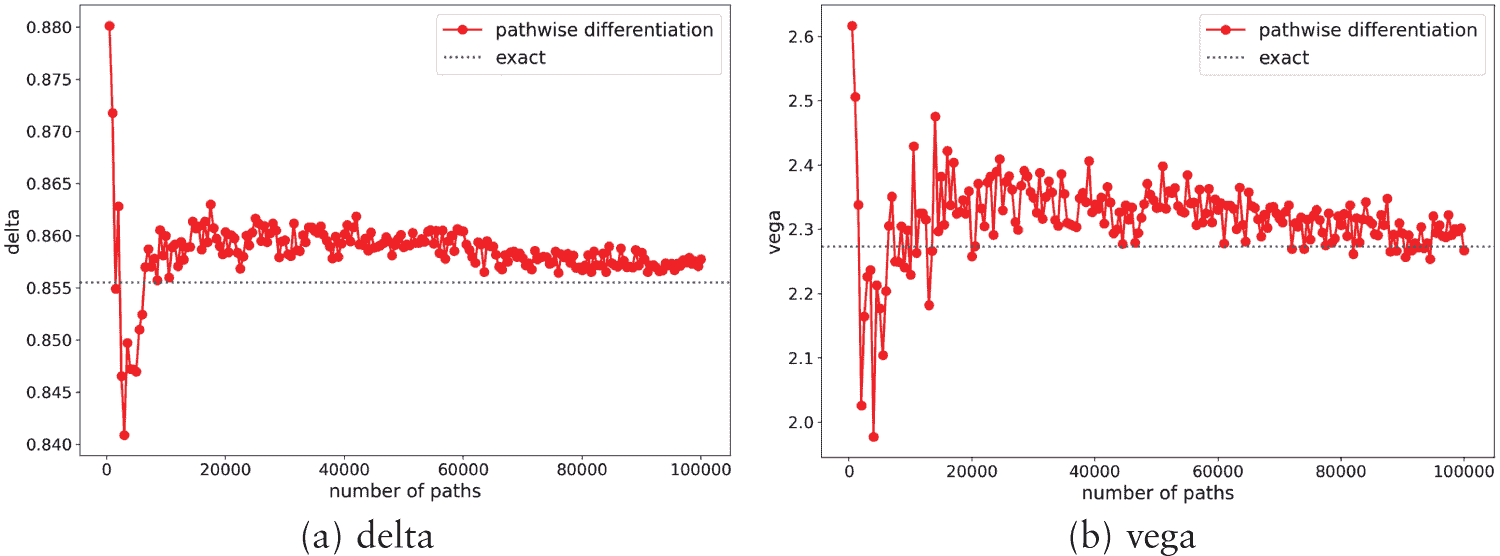 0.880
0.875
0.870
0.865
0.860
0.855
0.850
0.845
0.840
delta
pathwise differentiation
exact
0
20000
40000
60000
80000
100000
number of paths
(a) delta
2.6
2.5
2.4
2.3
2.2
2.1
2.0
vega
pathwise differentiation
exact
0
20000
40000
60000
80000
100000
number of paths
(b) vega